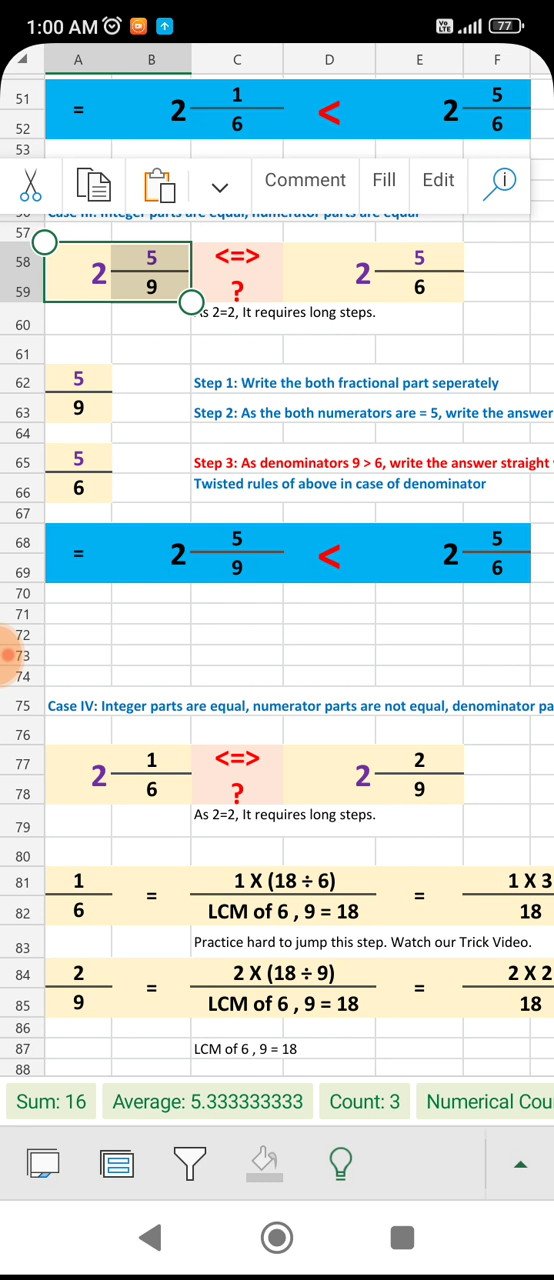 1:00 AM
Vo LTE 77
A B C D E F
51 = 2 1/6 < 2 5/6
52
53
Comment Fill Edit
57
58 2 5/9 <=> 2 5/6
59 ?
60 s 2=2, It requires long steps.
61
62 5 Step 1: Write the both fractional part seperately
63 9 Step 2: As the both numerators are = 5, write the answer
64
65 5 Step 3: As denominators 9 > 6, write the answer straight
66 6 Twisted rules of above in case of denominator
67
68 = 2 5/9 < 2 5/6
69
70
71
72
73
74
75 Case IV: Integer parts are equal, numerator parts are not equal, denominator pa
76
77 2 1/6 <=> 2 2/9
78 ?
79 As 2=2, It requires long steps.
80
81 1 = 1 X (18 ÷ 6) = 1 X 3
82 6 LCM of 6 , 9 = 18 18
83 Practice hard to jump this step. Watch our Trick Video.
84 2 = 2 X (18 ÷ 9) = 2 X 2
85 9 LCM of 6 , 9 = 18 18
86
87 LCM of 6 , 9 = 18
88
Sum: 16 Average: 5.333333333 Count: 3 Numerical Cou